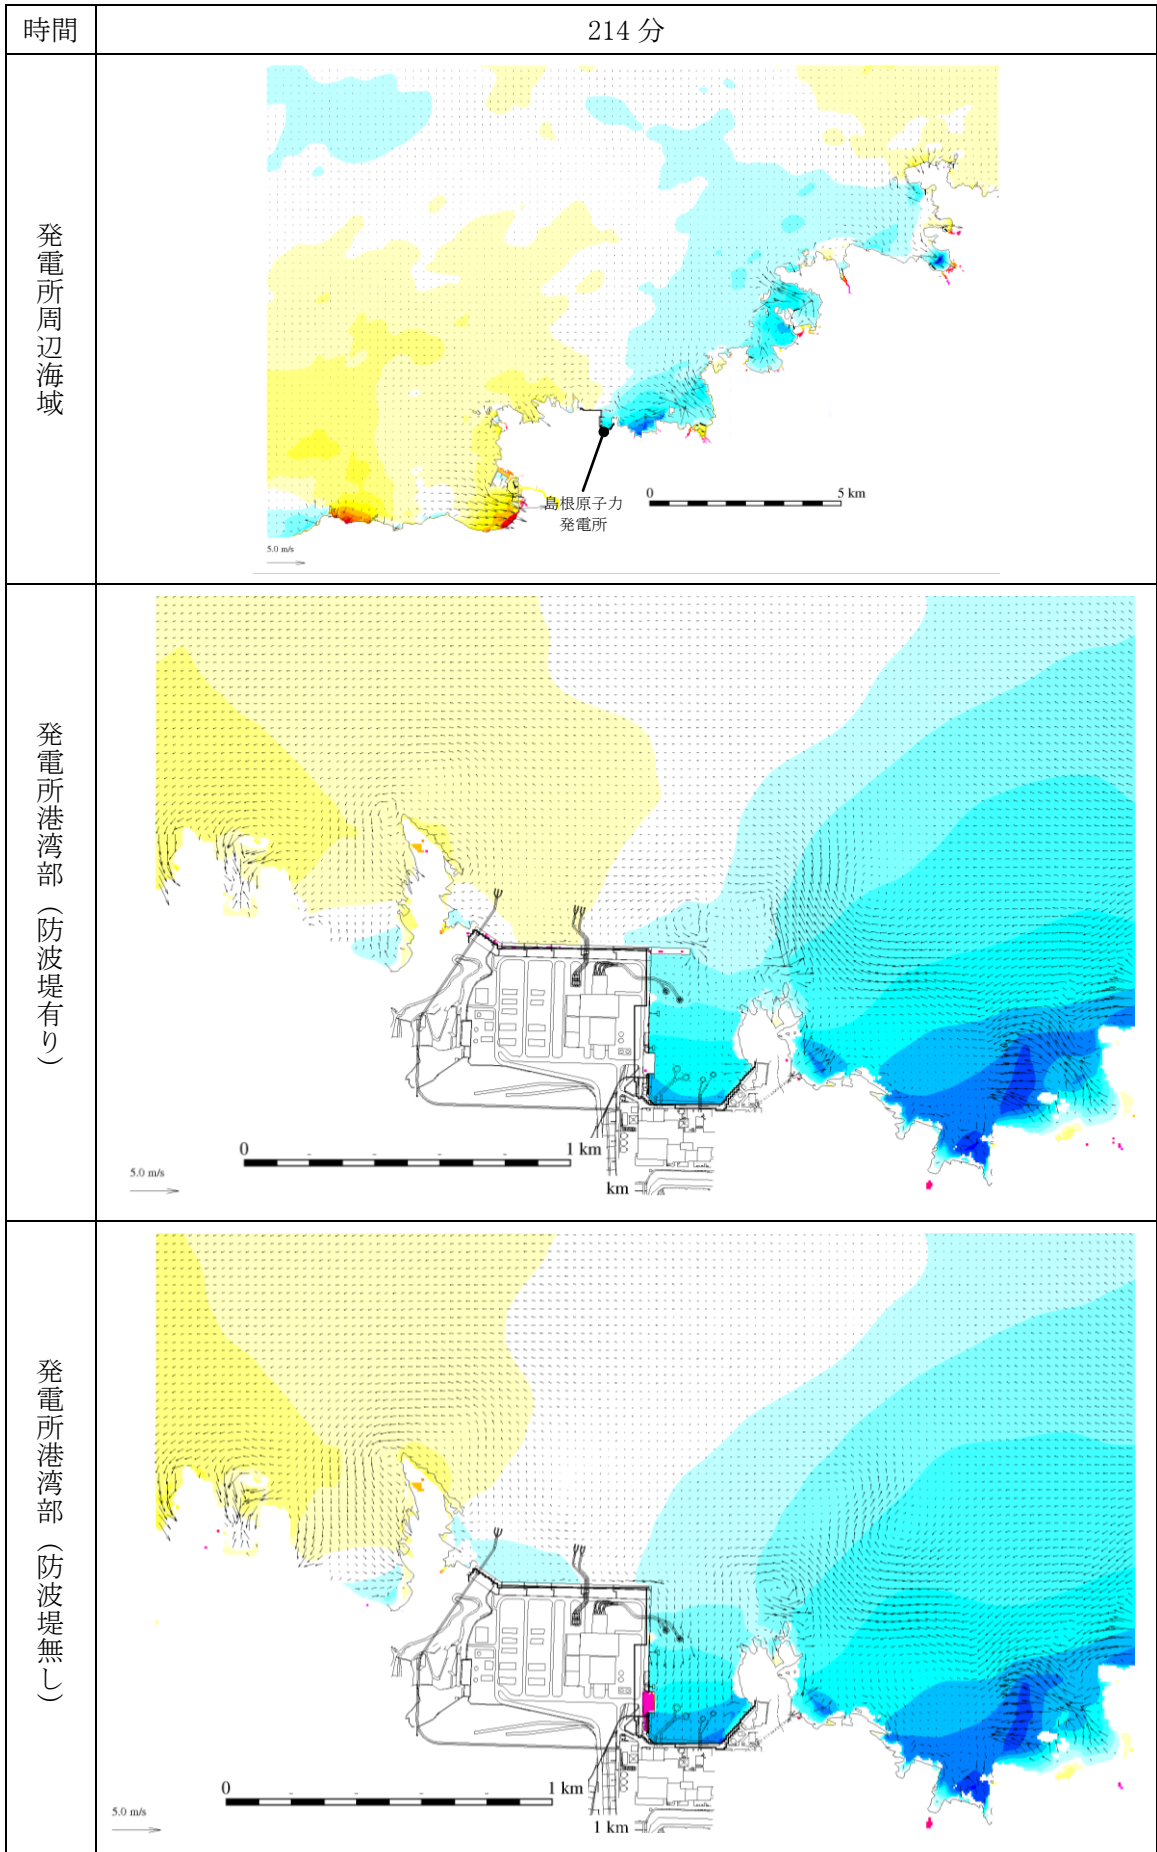 時間
214 分
発電所周辺海域
島根原子力
発電所
0
5 km
5.0 m/s
発電所港湾部（防波堤有り）
0
1 km
5.0 m/s
km
発電所港湾部（防波堤無し）
0
1 km
5.0 m/s
1 km